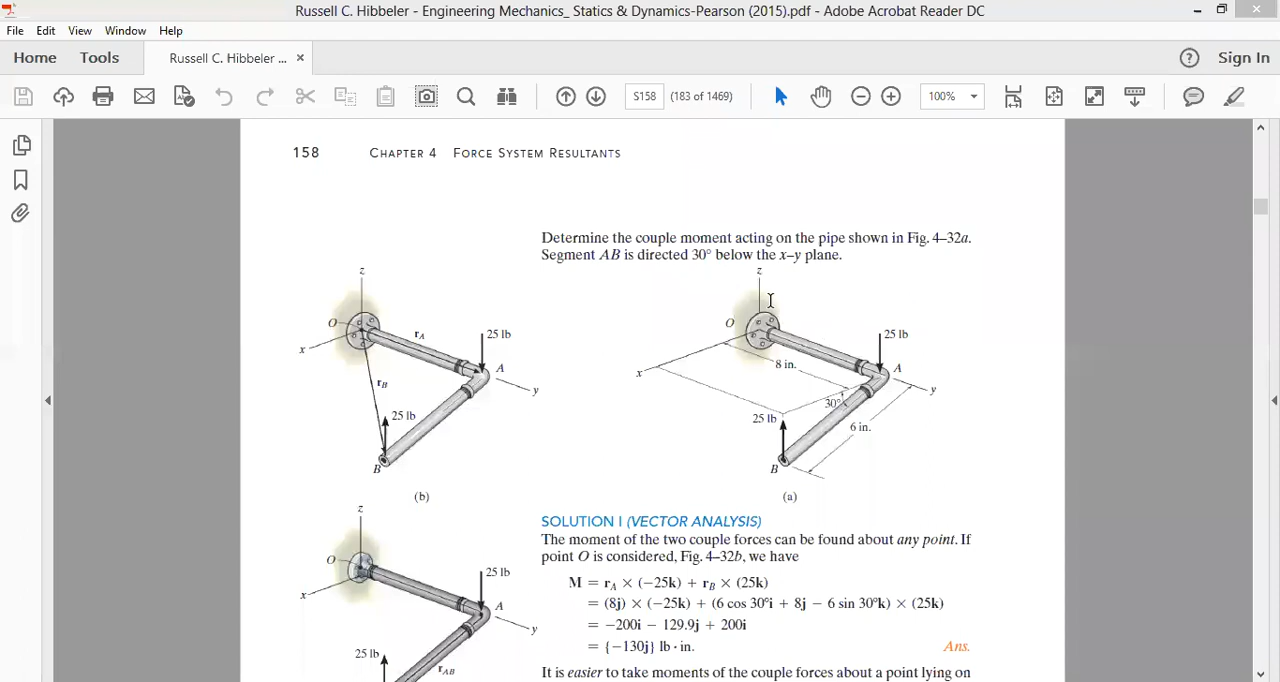 Russell C. Hibbeler - Engineering Mechanics_ Statics & Dynamics-Pearson (2015).pdf - Adobe Acrobat Reader DC
File Edit View Window Help
Home Tools Russell C. Hibbeler ... × ? Sign In
S158 (183 of 1469) 100%
158 CHAPTER 4 FORCE SYSTEM RESULTANTS
Determine the couple moment acting on the pipe shown in Fig. 4–32a.
Segment AB is directed 30° below the x–y plane.
z
O
x
rA
25 lb
A
y
rB
25 lb
B
(b)
z
O
x
8 in.
25 lb
A
y
30°
25 lb
6 in.
B
(a)
z
O
x
25 lb
A
y
25 lb
rAB
SOLUTION I (VECTOR ANALYSIS)
The moment of the two couple forces can be found about any point. If
point O is considered, Fig. 4–32b, we have
M = rA × (−25k) + rB × (25k)
= (8j) × (−25k) + (6 cos 30°i + 8j − 6 sin 30°k) × (25k)
= −200i − 129.9j + 200i
= {−130j} lb · in. Ans.
It is easier to take moments of the couple forces about a point lying on